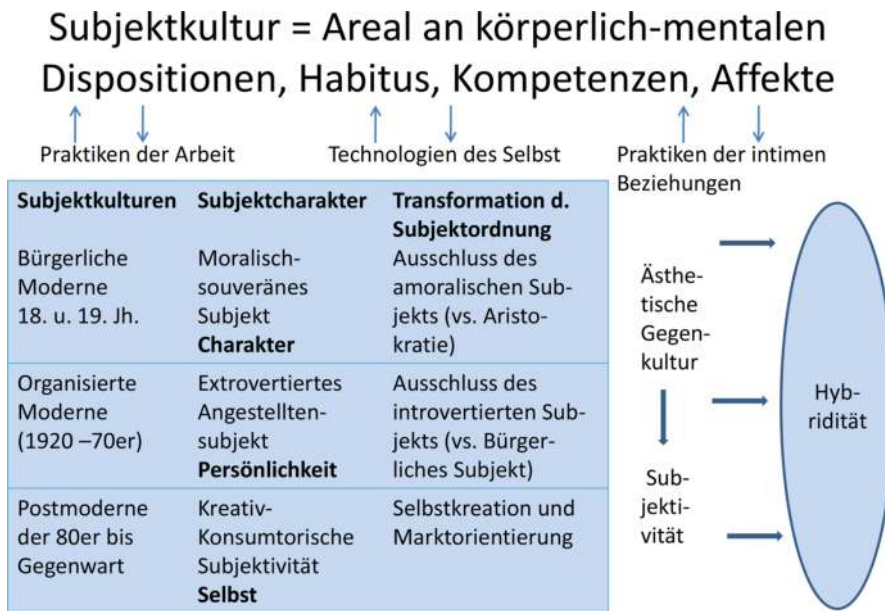 Subjektkultur = Areal an körperlich-mentalen
Dispositionen, Habitus, Kompetenzen, Affekte
Praktiken der Arbeit
Technologien des Selbst
Praktiken der intimen
Beziehungen
Subjektkulturen
Subjektcharakter
Transformation d.
Subjektordnung
Bürgerliche
Moderne
18. u. 19. Jh.
Moralisch-
souveränes
Subjekt
Charakter
Ausschluss des
amoralischen Sub-
jekts (vs. Aristo-
kratie)
Organisierte
Moderne
(1920 –70er)
Extrovertiertes
Angestellten-
subjekt
Persönlichkeit
Ausschluss des
introvertierten Sub-
jekts (vs. Bürger-
liches Subjekt)
Postmoderne
der 80er bis
Gegenwart
Kreativ-
Konsumtorische
Subjektivität
Selbst
Selbstkreation und
Marktorientierung
Ästhe-
tische
Gegen-
kultur
Sub-
jekti-
vität
Hyb-
ridität